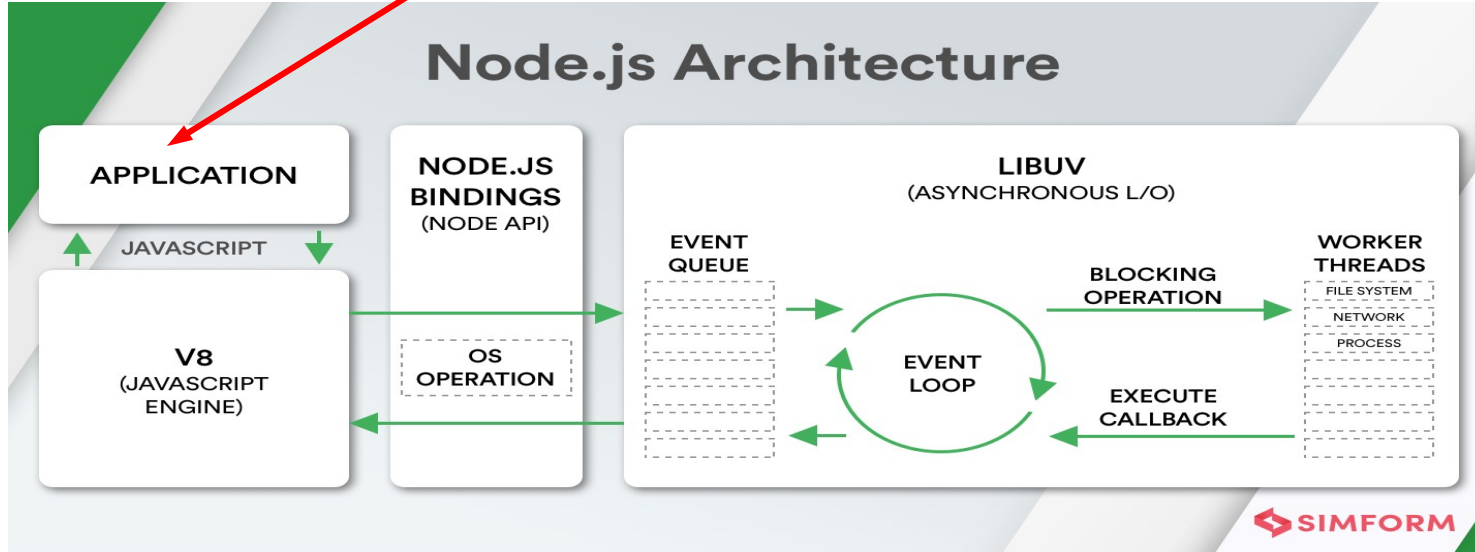 Node.js Architecture
APPLICATION
JAVASCRIPT
V8
(JAVASCRIPT
ENGINE)
NODE.JS
BINDINGS
(NODE API)
OS
OPERATION
LIBUV
(ASYNCHRONOUS L/O)
EVENT
QUEUE
EVENT
LOOP
BLOCKING
OPERATION
EXECUTE
CALLBACK
WORKER
THREADS
FILE SYSTEM
NETWORK
PROCESS
SIMFORM